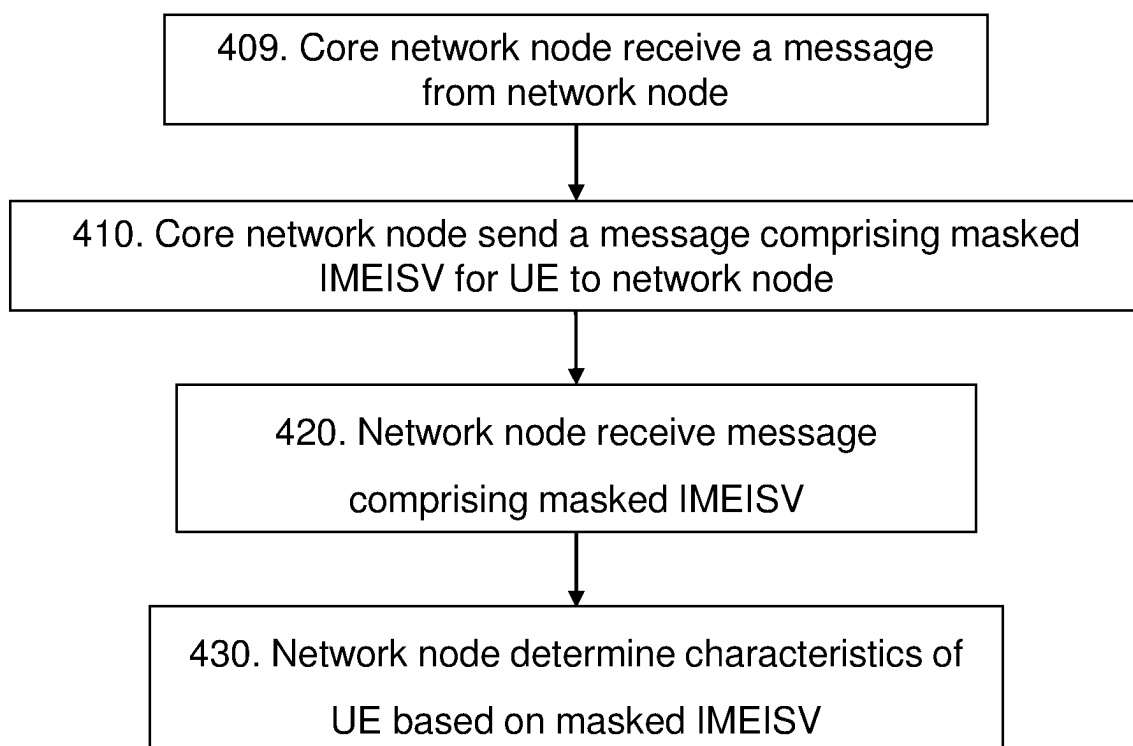 409. Core network node receive a message
from network node
410. Core network node send a message comprising masked
IMEISV for UE to network node
420. Network node receive message
comprising masked IMEISV
430. Network node determine characteristics of
UE based on masked IMEISV